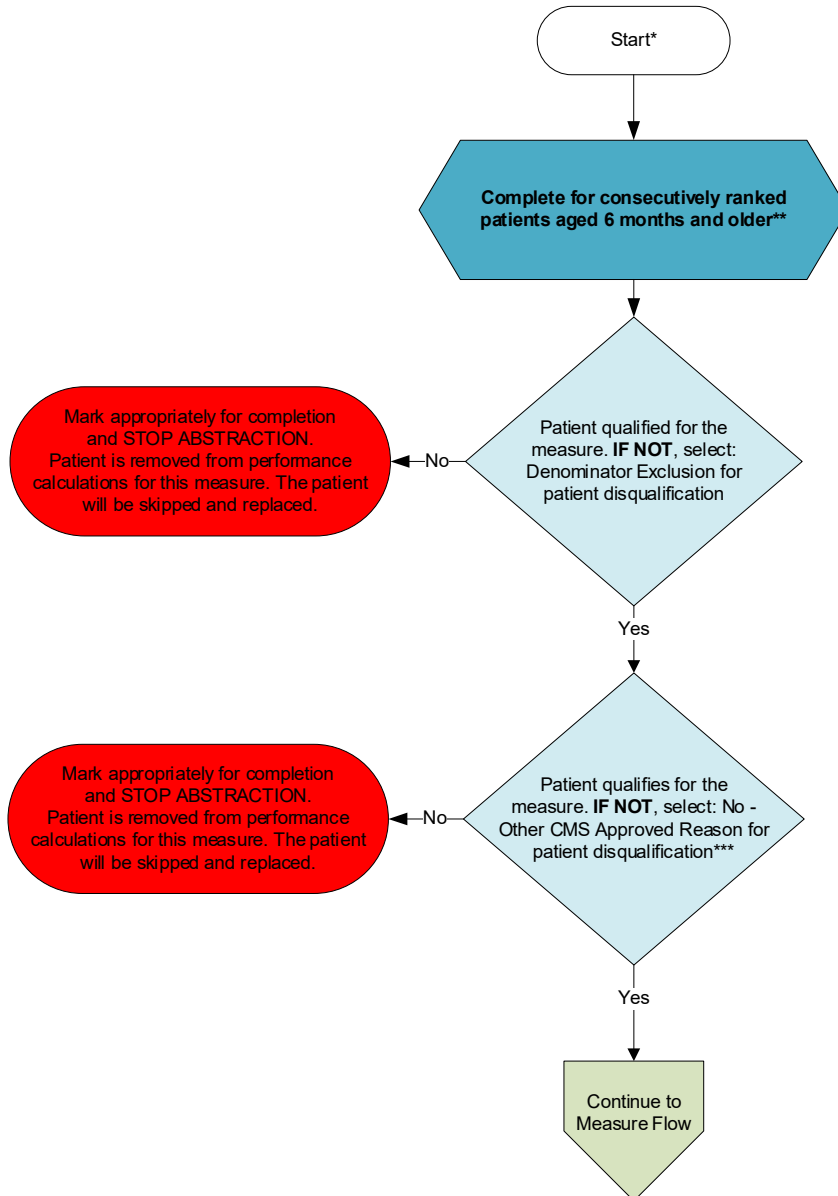 Start*
Complete for consecutively ranked
patients aged 6 months and older**
Patient qualified for the
measure. IF NOT, select:
Denominator Exclusion for
patient disqualification
No
Mark appropriately for completion
and STOP ABSTRACTION.
Patient is removed from performance
calculations for this measure. The patient
will be skipped and replaced.
Yes
Patient qualifies for the
measure. IF NOT, select: No -
Other CMS Approved Reason for
patient disqualification***
No
Mark appropriately for completion
and STOP ABSTRACTION.
Patient is removed from performance
calculations for this measure. The patient
will be skipped and replaced.
Yes
Continue to
Measure Flow